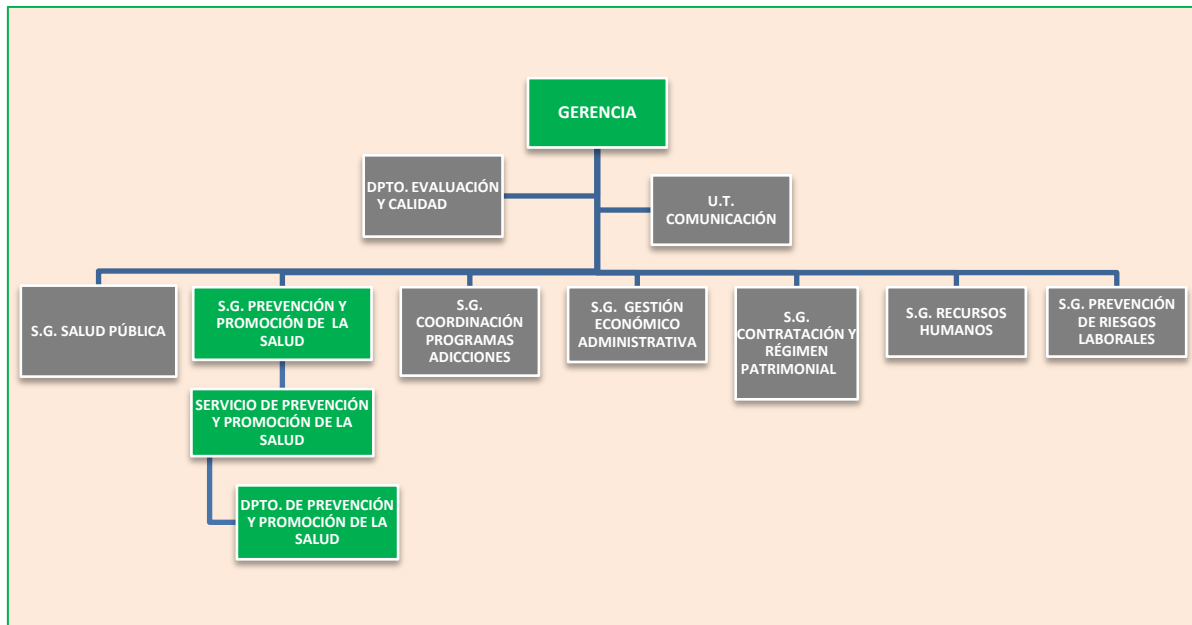 GERENCIA
DPTO. EVALUACIÓN
Y CALIDAD
U.T.
COMUNICACIÓN
S.G. SALUD PÚBLICA
S.G. PREVENCIÓN Y
PROMOCIÓN DE LA
SALUD
S.G.
COORDINACIÓN
PROGRAMAS
ADICCIONES
S.G. GESTIÓN
ECONÓMICO
ADMINISTRATIVA
S.G.
CONTRATACIÓN Y
RÉGIMEN
PATRIMONIAL
S.G. RECURSOS
HUMANOS
S.G. PREVENCIÓN
DE RIESGOS
LABORALES
SERVICIO DE PREVENCIÓN
Y PROMOCIÓN DE LA
SALUD
DPTO. DE PREVENCIÓN
Y PROMOCIÓN DE LA
SALUD